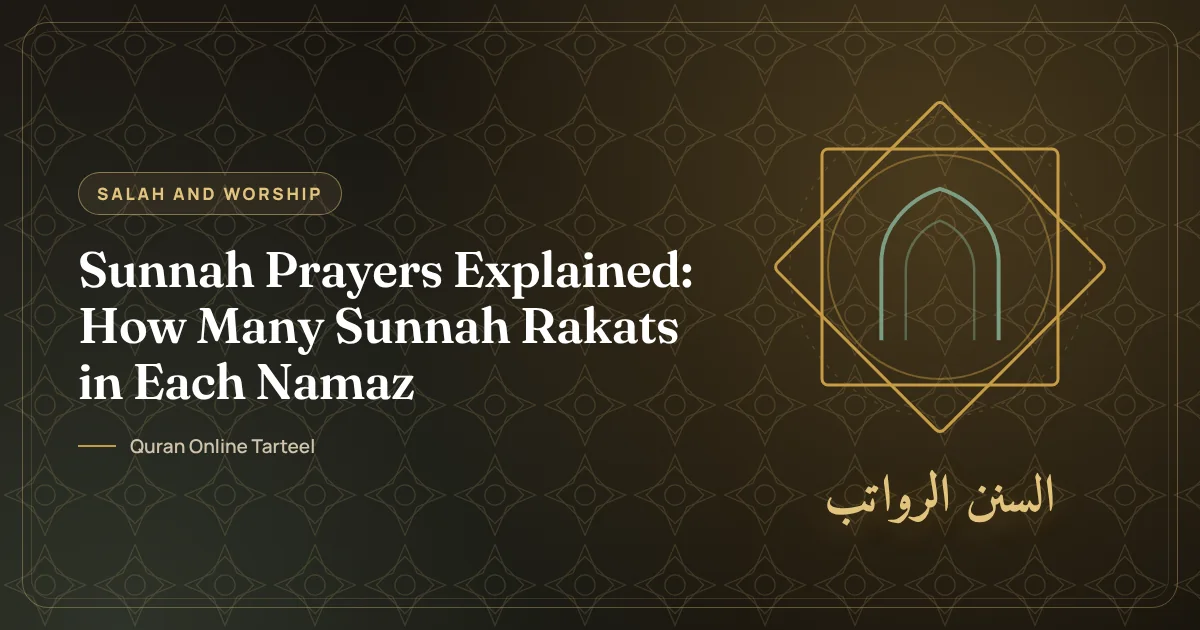 SALAH AND WORSHIP
Sunnah Prayers Explained:
How Many Sunnah Rakats
in Each Namaz
Quran Online Tarteel
السنن الرواتب